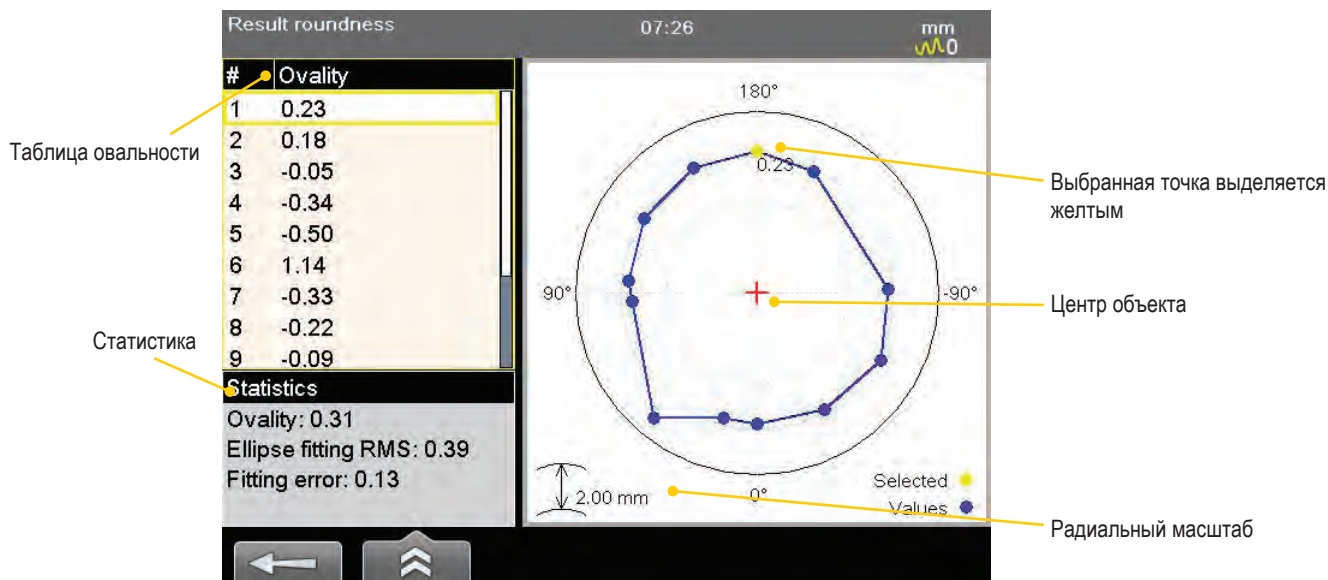 Result roundness 07:26 mm
0
# Ovality
1 0.23
2 0.18
3 -0.05
4 -0.34
5 -0.50
6 1.14
7 -0.33
8 -0.22
9 -0.09
Statistics
Ovality: 0.31
Ellipse fitting RMS: 0.39
Fitting error: 0.13
180°
0.23
90°
-90°
0°
2.00 mm
Selected
Values
Таблица овальности
Статистика
Выбранная точка выделяется
желтым
Центр объекта
Радиальный масштаб